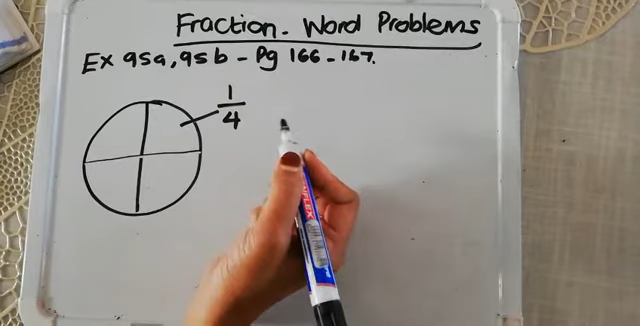 Fraction. Word Problems
Ex 95a, 95b - Pg 166 - 167.
1
4